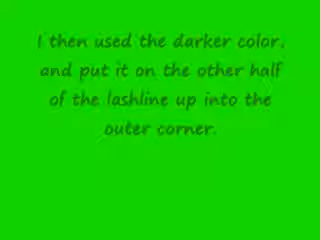 I then used the darker color,
and put it on the other half
of the lashline up into the
outer corner.